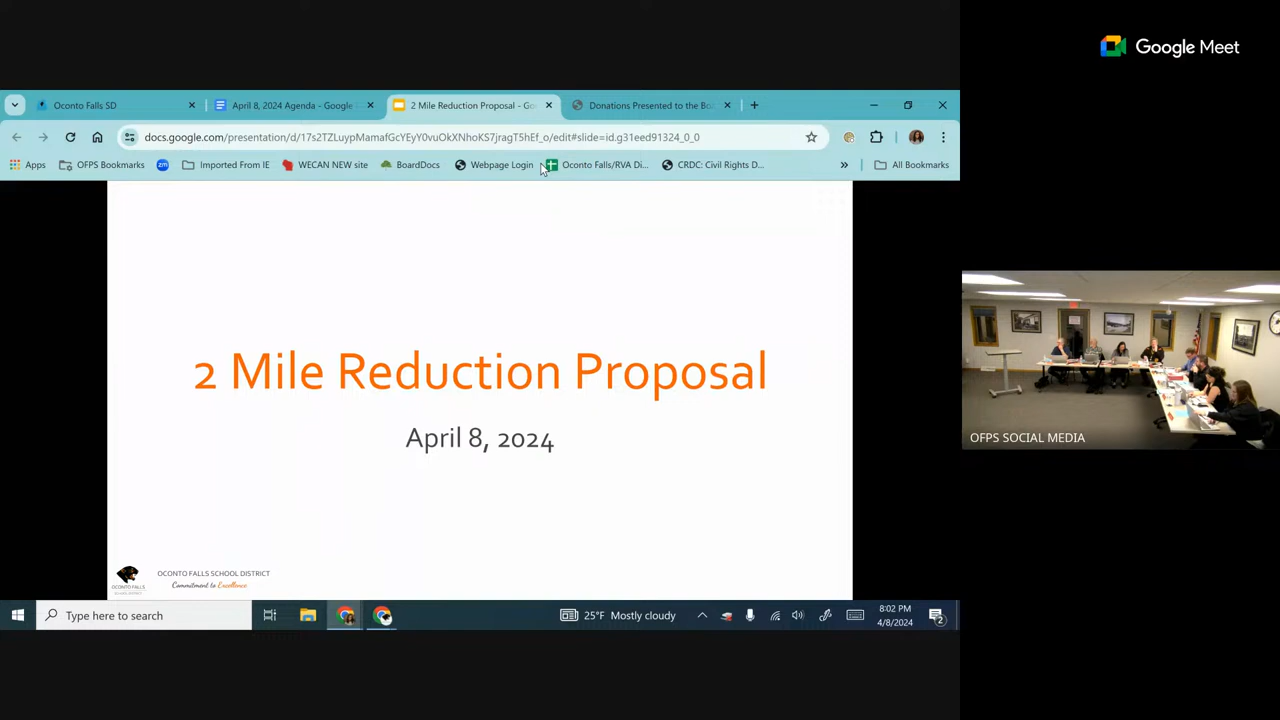 Google Meet
Oconto Falls SD
April 8, 2024 Agenda - Google
2 Mile Reduction Proposal - Go
Donations Presented to the Bo
docs.google.com/presentation/d/17s2TZLuypMamafGcYEyY0vuOkXNhoKS7jragT5hEf_o/edit#slide=id.g31eed91324_0_0
Apps
OFPS Bookmarks
zm
Imported From IE
WECAN NEW site
BoardDocs
Webpage Login
Oconto Falls/RVA Di...
CRDC: Civil Rights D...
All Bookmarks
2 Mile Reduction Proposal
April 8, 2024
OCONTO FALLS
OCONTO FALLS SCHOOL DISTRICT
Commitment to Excellence
OFPS SOCIAL MEDIA
Type here to search
25°F Mostly cloudy
8:02 PM
4/8/2024
2